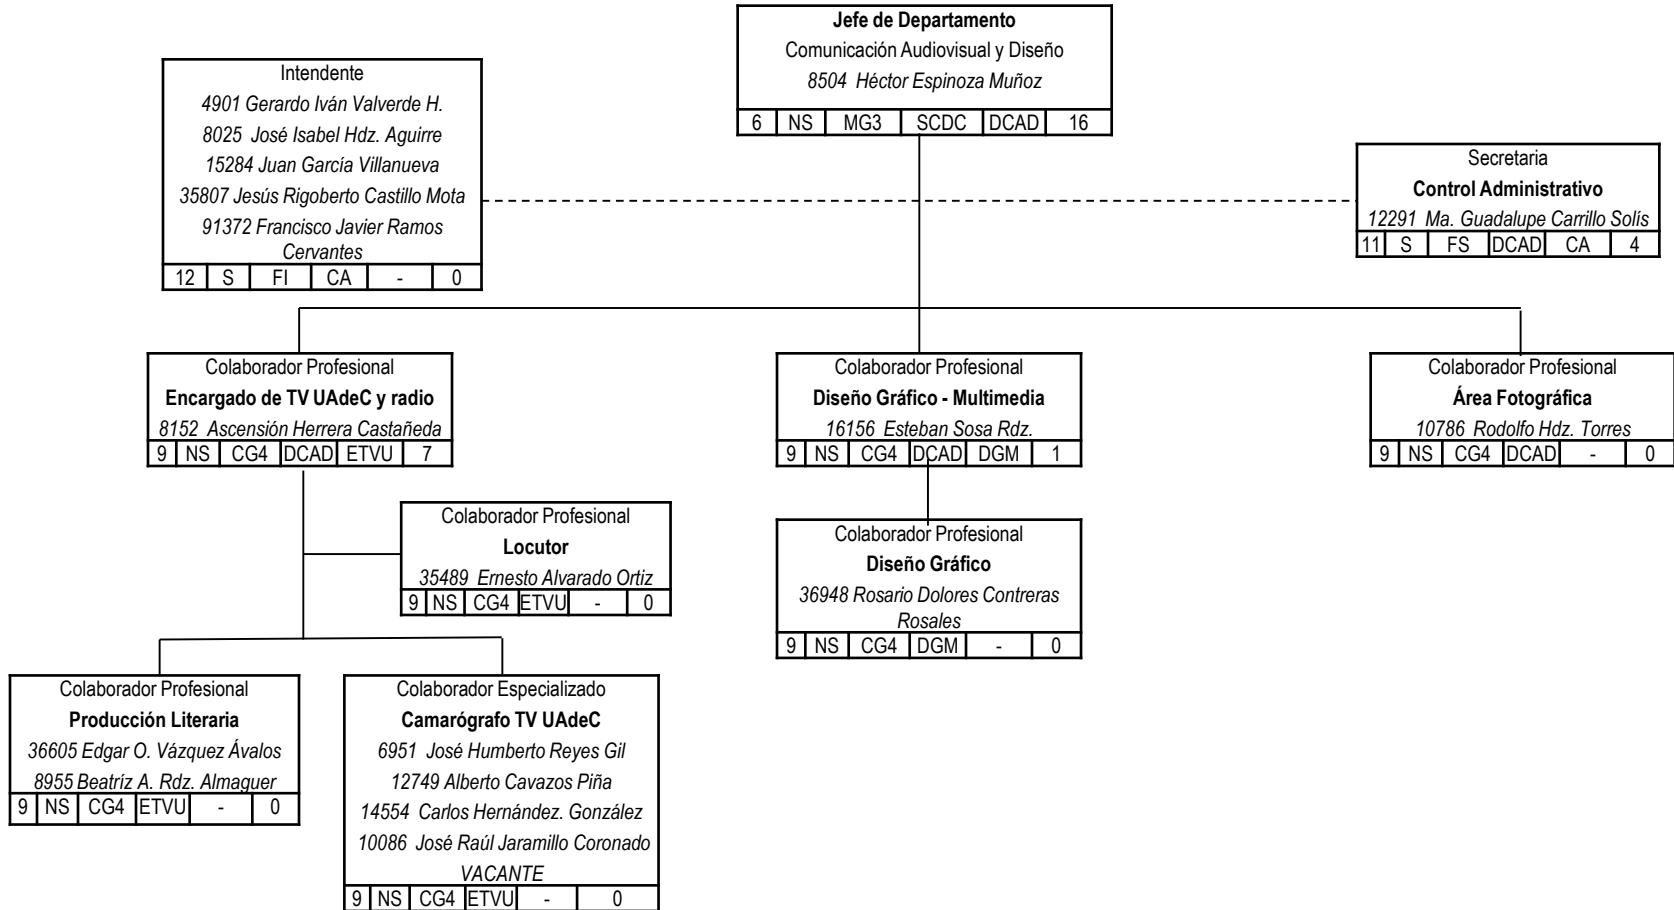 Jefe de Departamento
Comunicación Audiovisual y Diseño
8504 Héctor Espinoza Muñoz
6 NS MG3 SCDC DCAD 16
Intendente
4901 Gerardo Iván Valverde H.
8025 José Isabel Hdz. Aguirre
15284 Juan García Villanueva
35807 Jesús Rigoberto Castillo Mota
91372 Francisco Javier Ramos
Cervantes
12 S FI CA - 0
Secretaria
Control Administrativo
12291 Ma. Guadalupe Carrillo Solís
11 S FS DCAD CA 4
Colaborador Profesional
Encargado de TV UAdeC y radio
8152 Ascensión Herrera Castañeda
9 NS CG4 DCAD ETVU 7
Colaborador Profesional
Diseño Gráfico - Multimedia
16156 Esteban Sosa Rdz.
9 NS CG4 DCAD DGM 1
Colaborador Profesional
Área Fotográfica
10786 Rodolfo Hdz. Torres
9 NS CG4 DCAD - 0
Colaborador Profesional
Locutor
35489 Ernesto Alvarado Ortiz
9 NS CG4 ETVU - 0
Colaborador Profesional
Diseño Gráfico
36948 Rosario Dolores Contreras
Rosales
9 NS CG4 DGM - 0
Colaborador Profesional
Producción Literaria
36605 Edgar O. Vázquez Ávalos
8955 Beatríz A. Rdz. Almaguer
9 NS CG4 ETVU - 0
Colaborador Especializado
Camarógrafo TV UAdeC
6951 José Humberto Reyes Gil
12749 Alberto Cavazos Piña
14554 Carlos Hernández. González
10086 José Raúl Jaramillo Coronado
VACANTE
9 NS CG4 ETVU - 0